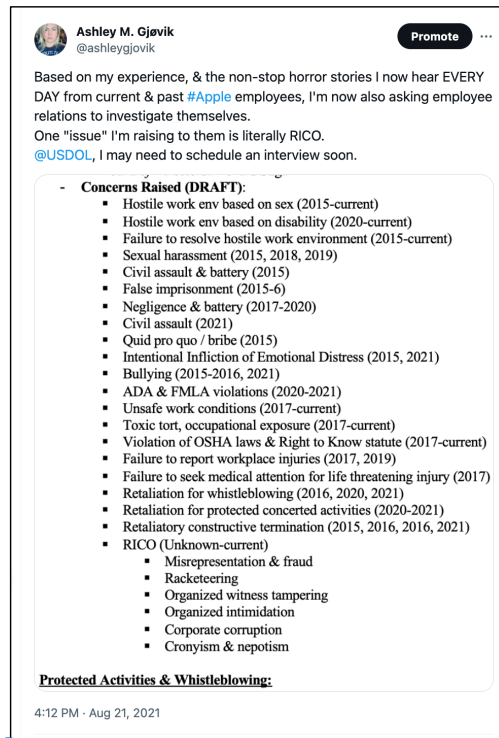 Ashley M. Gjøvik
@ashleygjovik
Promote
Based on my experience, & the non-stop horror stories I now hear EVERY
DAY from current & past #Apple employees, I'm now also asking employee
relations to investigate themselves.
One "issue" I'm raising to them is literally RICO.
@USDOL, I may need to schedule an interview soon.
- Concerns Raised (DRAFT):
▪ Hostile work env based on sex (2015-current)
▪ Hostile work env based on disability (2020-current)
▪ Failure to resolve hostile work environment (2015-current)
▪ Sexual harassment (2015, 2018, 2019)
▪ Civil assault & battery (2015)
▪ False imprisonment (2015-6)
▪ Negligence & battery (2017-2020)
▪ Civil assault (2021)
▪ Quid pro quo / bribe (2015)
▪ Intentional Infliction of Emotional Distress (2015, 2021)
▪ Bullying (2015-2016, 2021)
▪ ADA & FMLA violations (2020-2021)
▪ Unsafe work conditions (2017-current)
▪ Toxic tort, occupational exposure (2017-current)
▪ Violation of OSHA laws & Right to Know statute (2017-current)
▪ Failure to report workplace injuries (2017, 2019)
▪ Failure to seek medical attention for life threatening injury (2017)
▪ Retaliation for whistleblowing (2016, 2020, 2021)
▪ Retaliation for protected concerted activities (2020-2021)
▪ Retaliatory constructive termination (2015, 2016, 2016, 2021)
▪ RICO (Unknown-current)
▪ Misrepresentation & fraud
▪ Racketeering
▪ Organized witness tampering
▪ Organized intimidation
▪ Corporate corruption
▪ Cronyism & nepotism
Protected Activities & Whistleblowing:
4:12 PM · Aug 21, 2021